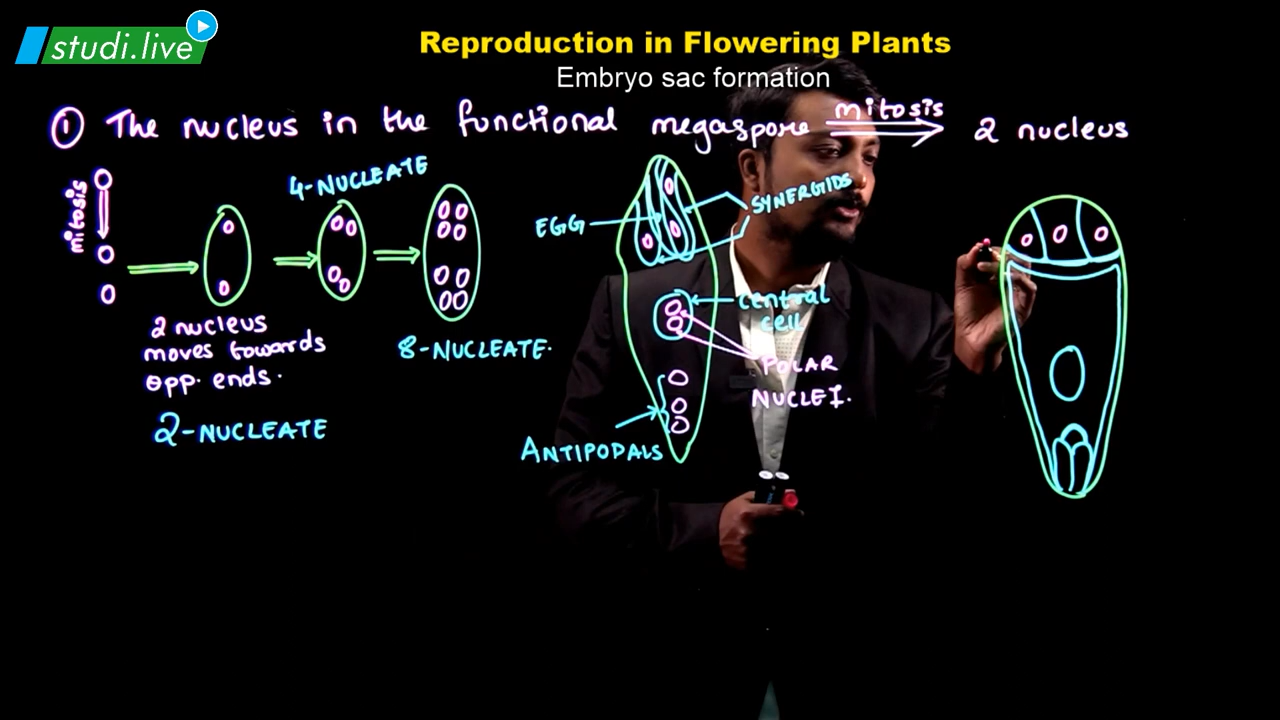 studi.live
Reproduction in Flowering Plants
Embryo sac formation
① The nucleus in the functional megaspore mitosis 2 nucleus
mitosis
4-NUCLEATE
2 nucleus
moves towards
opp. ends.
2-NUCLEATE
8-NUCLEATE.
EGG
SYNERGIDS
central
cell
POLAR
NUCLEI.
ANTIPODALS